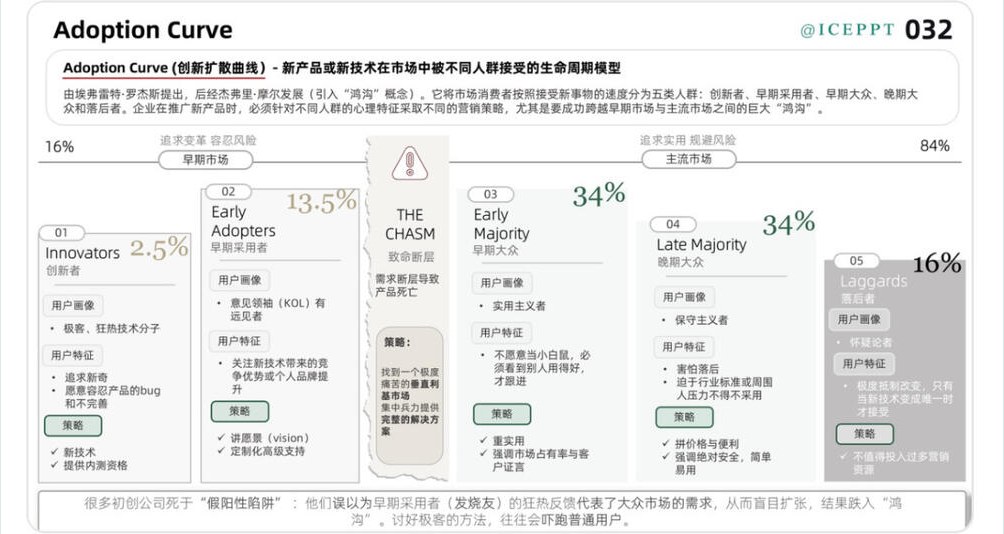 Adoption Curve
@ICEPPT 032
Adoption Curve (创新扩散曲线) - 新产品或新技术在市场中被不同人群接受的生命周期模型
由埃弗雷特·罗杰斯提出，后经杰弗里·摩尔发展（引入“鸿沟”概念）。它将市场消费者按照接受新事物的速度分为五类人群：创新者、早期采用者、早期大众、晚期大
众和落后者。企业在推广新产品时，必须针对不同人群的心理特征采取不同的营销策略，尤其是要成功跨越早期市场与主流市场之间的巨大“鸿沟”。
16%
追求变革 容忍风险
早期市场
追求实用 规避风险
主流市场
84%
01
Innovators
2.5%
创新者
用户画像
• 极客、狂热技术分子
用户特征
• 追求新奇
• 愿意容忍产品的bug
和不完善
策略
✓ 新技术
✓ 提供内测资格
02
13.5%
Early
Adopters
早期采用者
用户画像
• 意见领袖（KOL）有
远见者
用户特征
• 关注新技术带来的竞
争优势或个人品牌提
升
策略
✓ 讲愿景（vision）
✓ 定制化高级支持
THE
CHASM
致命断层
需求断层导致
产品死亡
策略：
找到一个极度
痛苦的垂直利
基市场
集中兵力提供
完整的解决方
案
03
34%
Early
Majority
早期大众
用户画像
• 实用主义者
用户特征
• 不愿意当小白鼠，必
须看到别人用得好，
才跟进
策略
✓ 重实用
✓ 强调市场占有率与客
户证言
04
34%
Late Majority
晚期大众
用户画像
• 保守主义者
用户特征
• 害怕落后
• 迫于行业标准或周围
人压力不得不采用
策略
✓ 拼价格与便利
✓ 强调绝对安全，简单
易用
05
16%
Laggards
落后者
用户画像
• 怀疑论者
用户特征
• 极度抵制改变，只有
当新技术变成唯一时
才接受
策略
✓ 不值得投入过多营销
资源
很多初创公司死于“假阳性陷阱”：他们误以为早期采用者（发烧友）的狂热反馈代表了大众市场的需求，从而盲目扩张，结果跌入“鸿
沟”。讨好极客的方法，往往会吓跑普通用户。